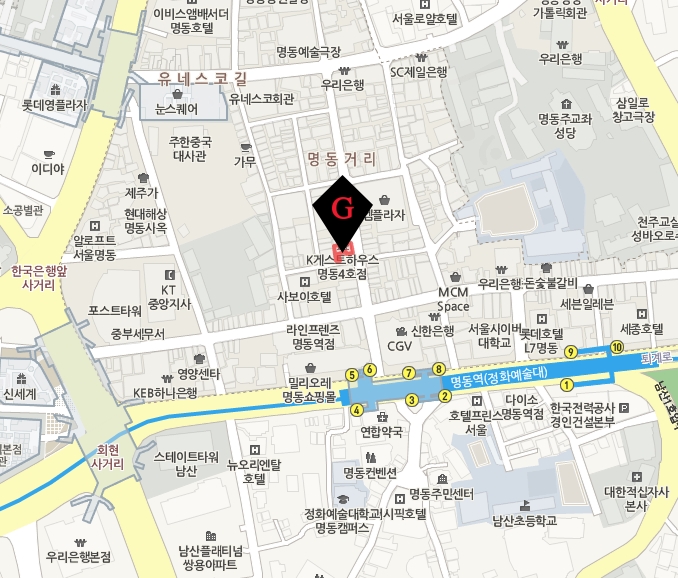 이비스앰배서더
명동호텔
서울로얄호텔
가톨릭회관
명동예술극장
우리은행
SC제일은행
우리은행
유네스코길
롯데영플라자
눈스퀘어
유네스코회관
명동주교좌
성당
삼일로
창고극장
주한중국
대사관
이디야
가무
명동거리
제주가
G
플라자
소공별관
현대해상
명동사옥
천주교실
성바오로수
알로프트
서울명동
한국은행앞
사거리
K게스트하우스
명동4호점
KT
중앙지사
사보이호텔
MCM
Space
우리은행
돈숯불갈비
세븐일레븐
포스트타워
중부세무서
라인프렌즈
명동역점
신한은행
CGV
서울사이버
대학교
롯데호텔
L7명동
세종호텔
9
10
퇴계로
신세계
영양센타
KEB하나은행
밀리오레
명동쇼핑몰
5
6
7
8
명동역(정화예술대)
1
4
3
2
본점
관
회현
사거리
스테이트타워
남산
연합약국
호텔프린스
서울
다이소
명동역점
한국전력공사
경인건설본부
뉴오리엔탈
호텔
명동컨벤션
명동주민센터
대한적십자사
본사
정화예술대학교
명동캠퍼스
퍼시픽호텔
남산초등학교
우리은행본점
남산플래티넘
쌍용아파트